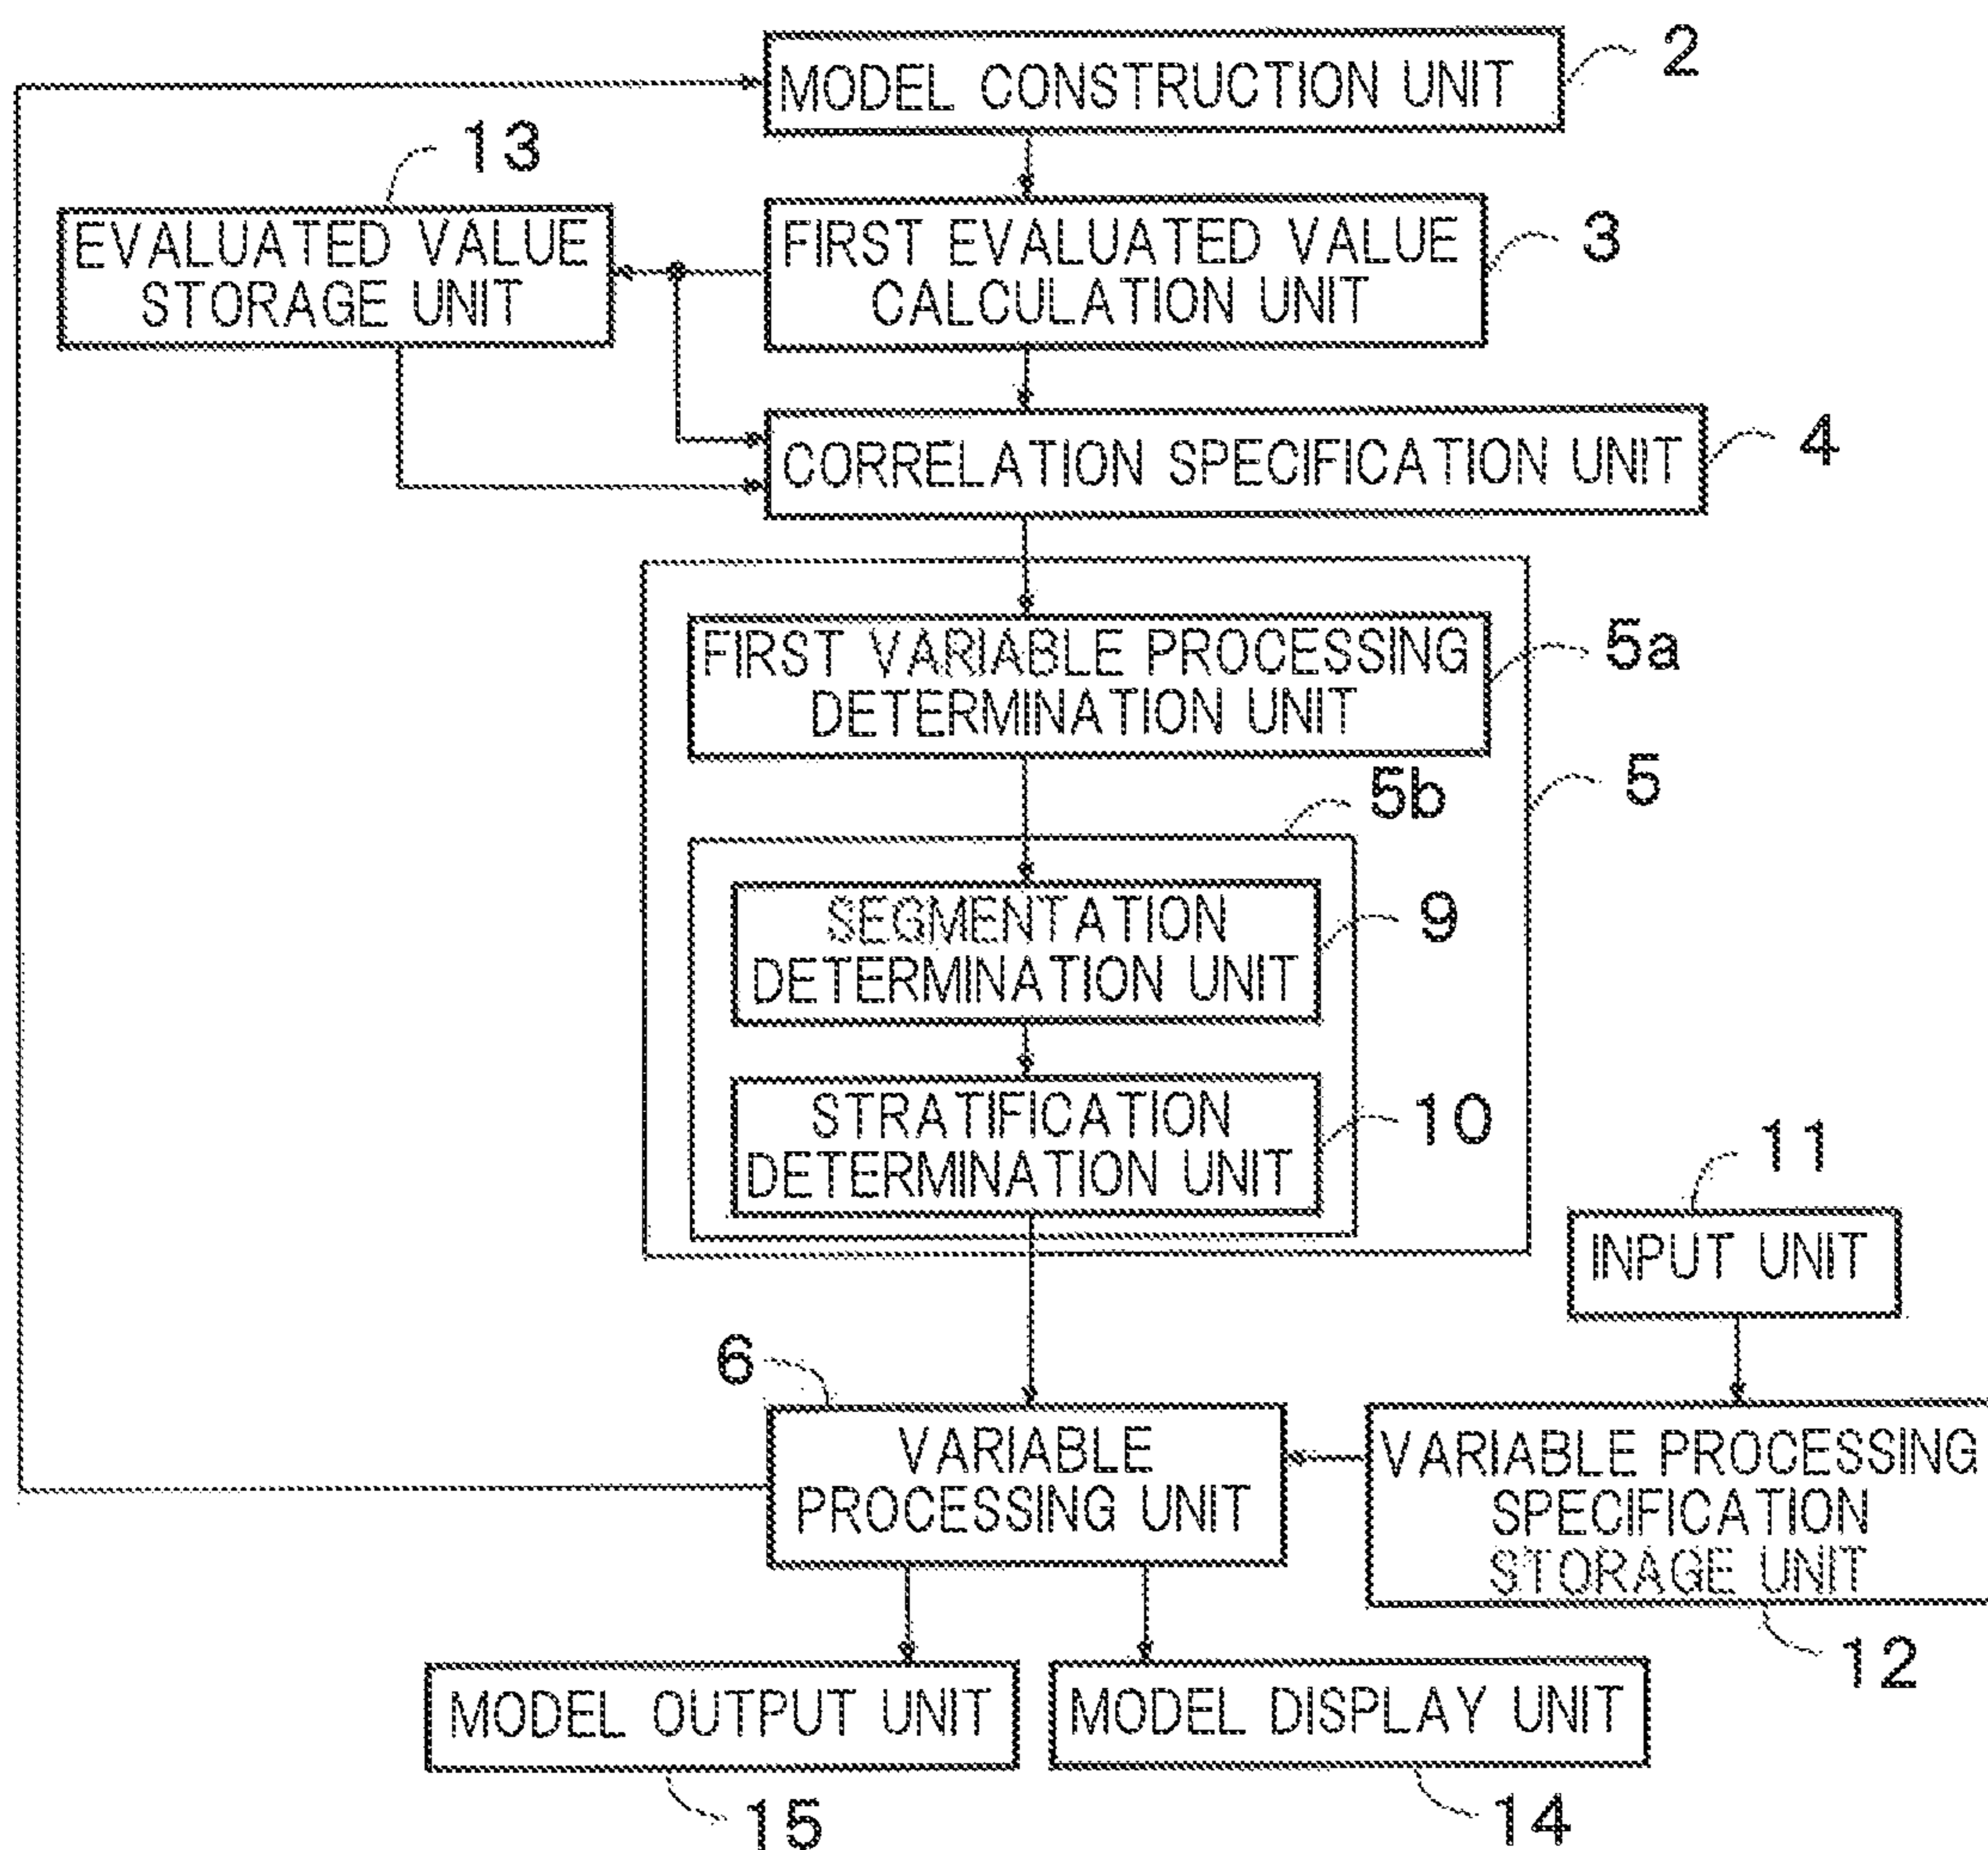 MODEL CONSTRUCTION UNIT
2
13
EVALUATED VALUE
STORAGE UNIT
FIRST EVALUATED VALUE
CALCULATION UNIT
3
CORRELATION SPECIFICATION UNIT
4
FIRST VARIABLE PROCESSING
DETERMINATION UNIT
5a
5
5b
SEGMENTATION
DETERMINATION UNIT
9
STRATIFICATION
DETERMINATION UNIT
10
11
INPUT UNIT
6
VARIABLE
PROCESSING UNIT
VARIABLE PROCESSING
SPECIFICATION
STORAGE UNIT
12
MODEL OUTPUT UNIT
15
MODEL DISPLAY UNIT
14